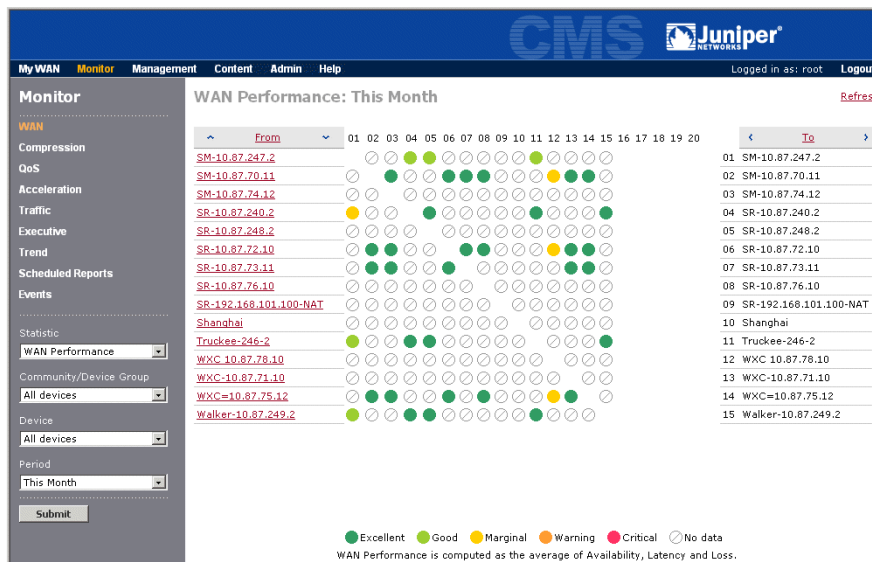 CMS Juniper®
NETWORKS
My WAN Monitor Management Content Admin Help Logged in as: root Logout
Monitor
WAN
Compression
QoS
Acceleration
Traffic
Executive
Trend
Scheduled Reports
Events
Statistic
WAN Performance
Community/Device Group
All devices
Device
All devices
Period
This Month
Submit
WAN Performance: This Month
Refres
From 01 02 03 04 05 06 07 08 09 10 11 12 13 14 15 16 17 18 19 20
SM-10.87.247.2
SM-10.87.70.11
SM-10.87.74.12
SR-10.87.240.2
SR-10.87.248.2
SR-10.87.72.10
SR-10.87.73.11
SR-10.87.76.10
SR-192.168.101.100-NAT
Shanghai
Truckee-246-2
WXC 10.87.78.10
WXC-10.87.71.10
WXC=10.87.75.12
Walker-10.87.249.2
To
01 SM-10.87.247.2
02 SM-10.87.70.11
03 SM-10.87.74.12
04 SR-10.87.240.2
05 SR-10.87.248.2
06 SR-10.87.72.10
07 SR-10.87.73.11
08 SR-10.87.76.10
09 SR-192.168.101.100-NAT
10 Shanghai
11 Truckee-246-2
12 WXC 10.87.78.10
13 WXC-10.87.71.10
14 WXC=10.87.75.12
15 Walker-10.87.249.2
Excellent Good Marginal Warning Critical No data
WAN Performance is computed as the average of Availability, Latency and Loss.